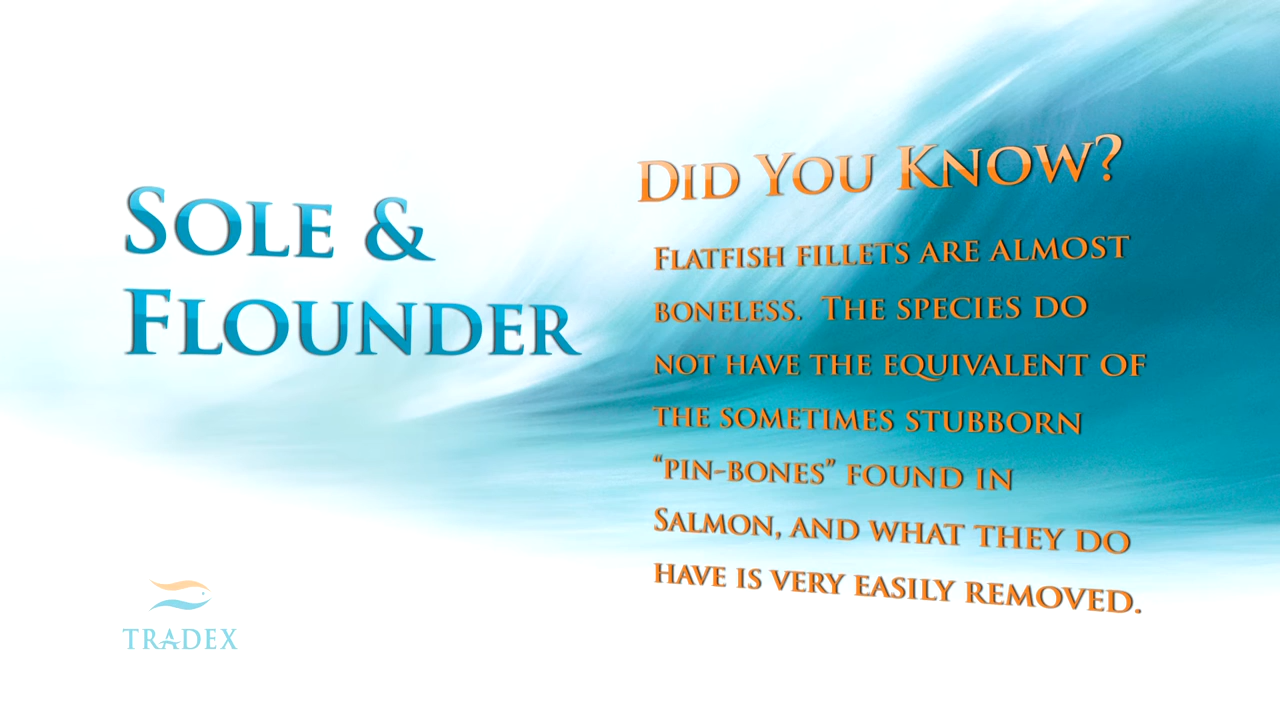 Sole &
Flounder
Did You Know?
Flatfish fillets are almost
boneless. The species do
not have the equivalent of
the sometimes stubborn
“pin-bones” found in
Salmon, and what they do
have is very easily removed.
TRADEX